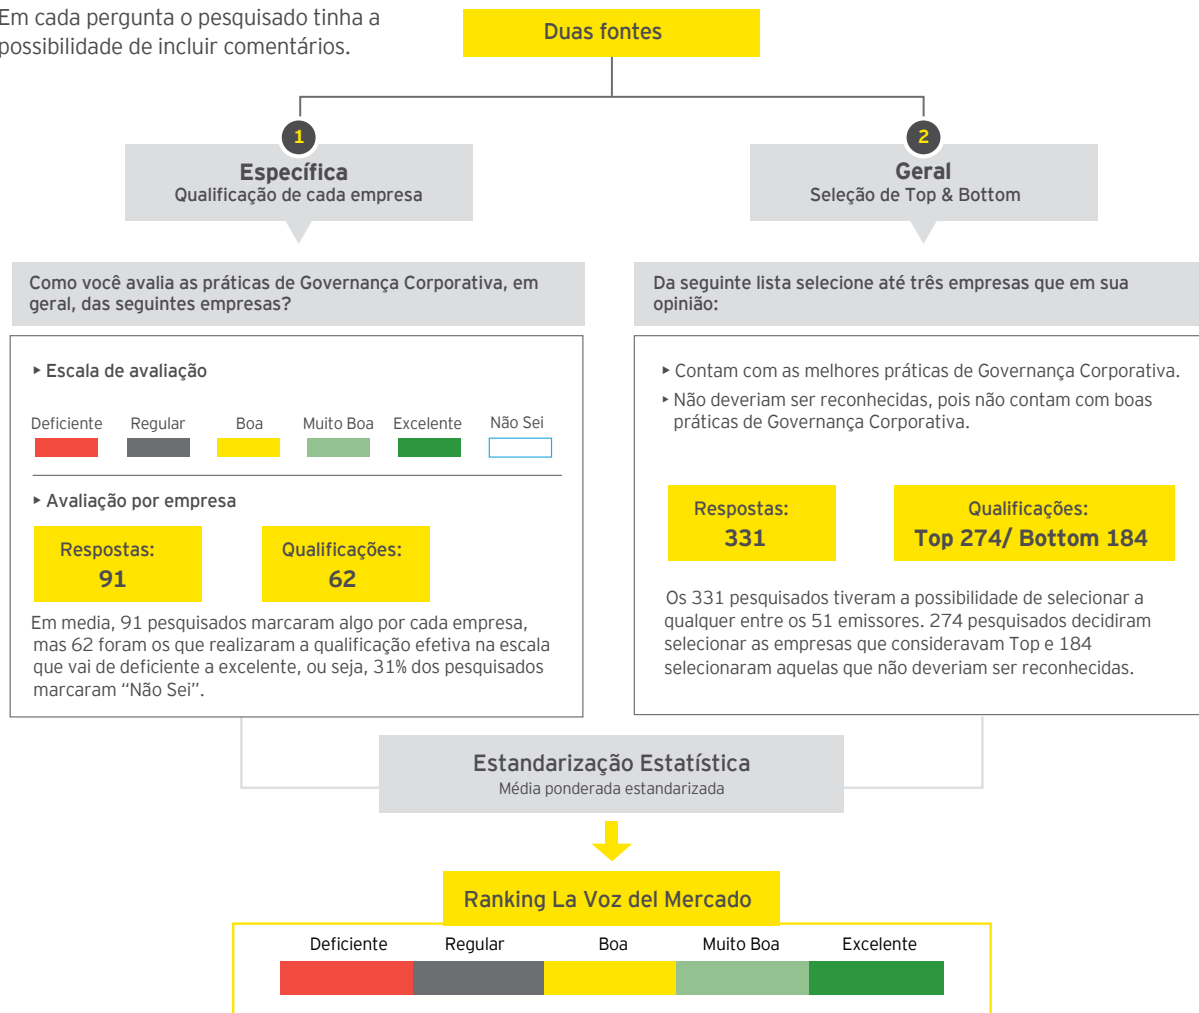 Em cada pergunta o pesquisado tinha a
possibilidade de incluir comentários.
Duas fontes
1
Específica
Qualificação de cada empresa
2
Geral
Seleção de Top & Bottom
Como você avalia as práticas de Governança Corporativa, em
geral, das seguintes empresas?
‣ Escala de avaliação
Deficiente Regular Boa Muito Boa Excelente Não Sei
‣ Avaliação por empresa
Respostas:
91
Qualificações:
62
Em media, 91 pesquisados marcaram algo por cada empresa,
mas 62 foram os que realizaram a qualificação efetiva na escala
que vai de deficiente a excelente, ou seja, 31% dos pesquisados
marcaram “Não Sei”.
Da seguinte lista selecione até três empresas que em sua
opinião:
‣ Contam com as melhores práticas de Governança Corporativa.
‣ Não deveriam ser reconhecidas, pois não contam com boas
práticas de Governança Corporativa.
Respostas:
331
Qualificações:
Top 274/ Bottom 184
Os 331 pesquisados tiveram a possibilidade de selecionar a
qualquer entre os 51 emissores. 274 pesquisados decidiram
selecionar as empresas que consideravam Top e 184
selecionaram aquelas que não deveriam ser reconhecidas.
Estandarização Estatística
Média ponderada estandarizada
Ranking La Voz del Mercado
Deficiente Regular Boa Muito Boa Excelente